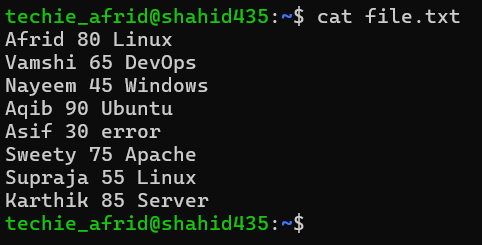 techie_afrid@shahid435:~$ cat file.txt
Afrid 80 Linux
Vamshi 65 DevOps
Nayeem 45 Windows
Aqib 90 Ubuntu
Asif 30 error
Sweety 75 Apache
Supraja 55 Linux
Karthik 85 Server
techie_afrid@shahid435:~$